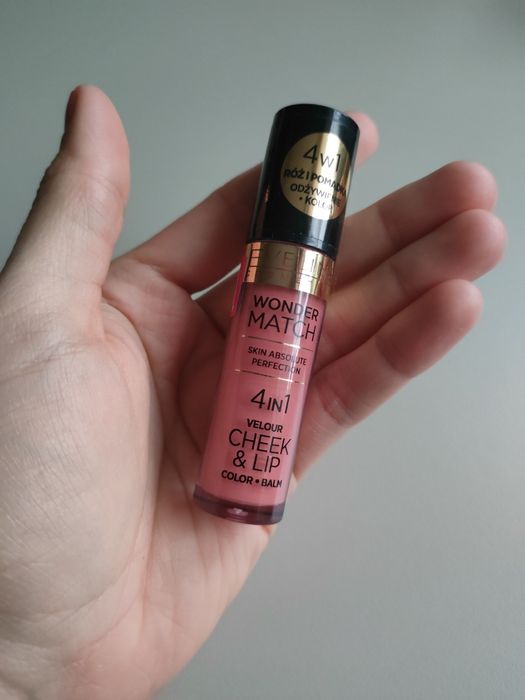 4W1
RÓŻ I POMADKA
ODŻYWIENIE
• KOLOR
WONDER
MATCH
SKIN ABSOLUTE
PERFECTION
4IN1
VELOUR
CHEEK
& LIP
COLOR • BALM